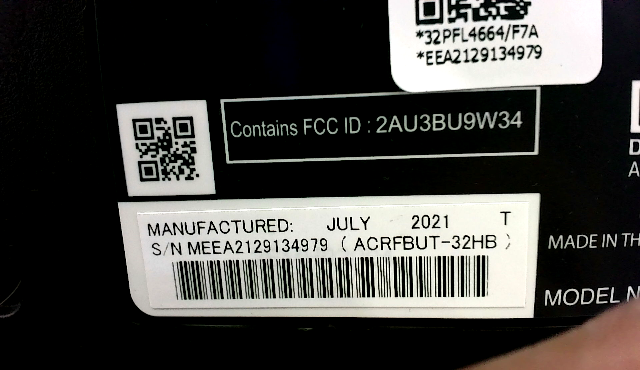 *32PFL4664/F7A
*EEA2129134979
Contains FCC ID : 2AU3BU9W34
MANUFACTURED: JULY 2021 T
S/N MEEA2129134979 ( ACRFBUT-32HB )
MADE IN TH
MODEL N